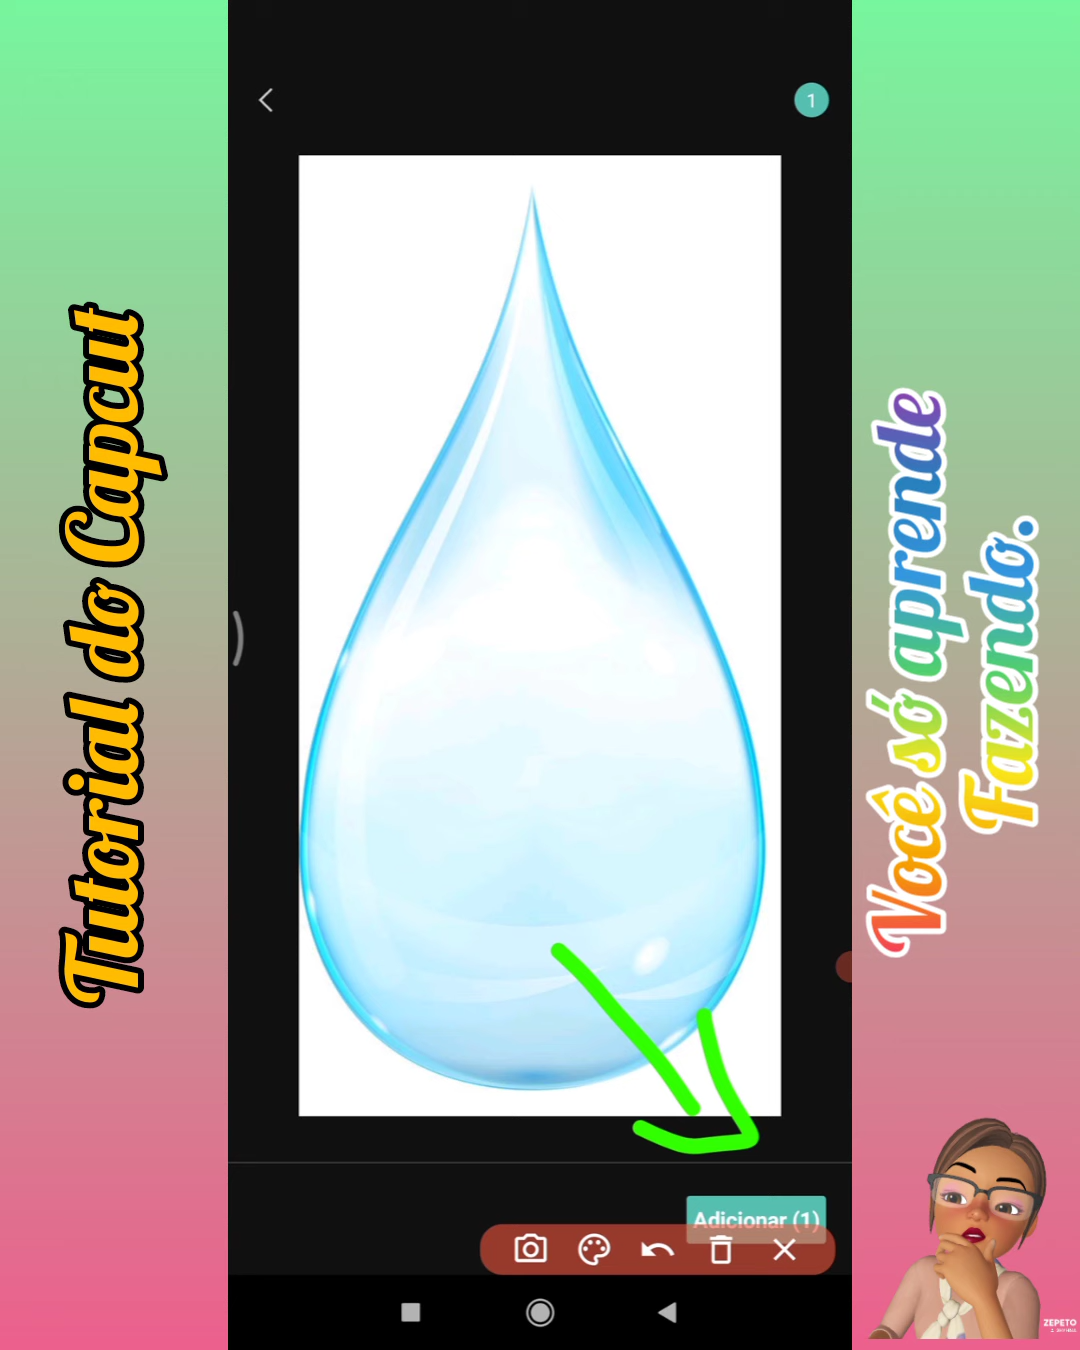 Tutorial do Capcut
1
Adicionar (1)
Você só aprende
Fazendo.
ZEPETO